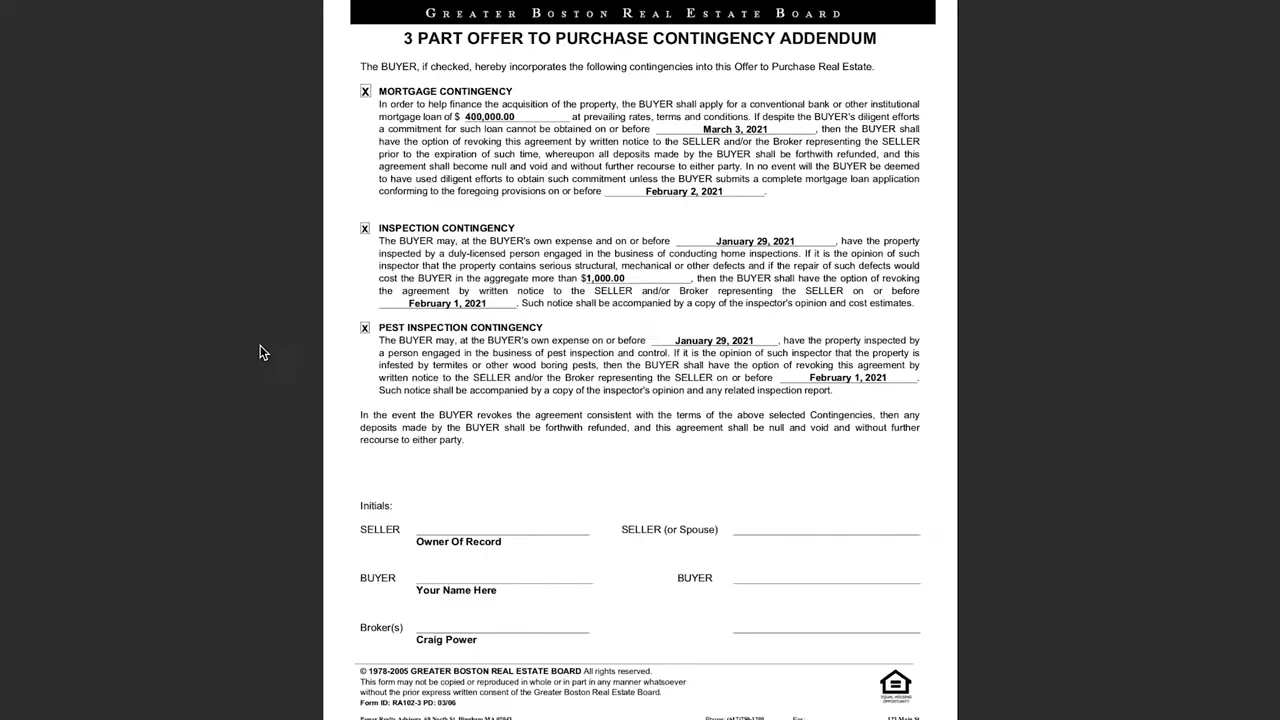 GREATER BOSTON REAL ESTATE BOARD
3 PART OFFER TO PURCHASE CONTINGENCY ADDENDUM
The BUYER, if checked, hereby incorporates the following contingencies into this Offer to Purchase Real Estate.
X MORTGAGE CONTINGENCY
In order to help finance the acquisition of the property, the BUYER shall apply for a conventional bank or other institutional
mortgage loan of $ 400,000.00 at prevailing rates, terms and conditions. If despite the BUYER's diligent efforts
a commitment for such loan cannot be obtained on or before March 3, 2021, then the BUYER shall
have the option of revoking this agreement by written notice to the SELLER and/or the Broker representing the SELLER
prior to the expiration of such time, whereupon all deposits made by the BUYER shall be forthwith refunded, and this
agreement shall become null and void and without further recourse to either party. In no event will the BUYER be deemed
to have used diligent efforts to obtain such commitment unless the BUYER submits a complete mortgage loan application
conforming to the foregoing provisions on or before February 2, 2021.
X INSPECTION CONTINGENCY
The BUYER may, at the BUYER's own expense and on or before January 29, 2021, have the property
inspected by a duly-licensed person engaged in the business of conducting home inspections. If it is the opinion of such
inspector that the property contains serious structural, mechanical or other defects and if the repair of such defects would
cost the BUYER in the aggregate more than $1,000.00, then the BUYER shall have the option of revoking
the agreement by written notice to the SELLER and/or Broker representing the SELLER on or before
February 1, 2021. Such notice shall be accompanied by a copy of the inspector's opinion and cost estimates.
X PEST INSPECTION CONTINGENCY
The BUYER may, at the BUYER's own expense on or before January 29, 2021, have the property inspected by
a person engaged in the business of pest inspection and control. If it is the opinion of such inspector that the property is
infested by termites or other wood boring pests, then the BUYER shall have the option of revoking this agreement by
written notice to the SELLER and/or the Broker representing the SELLER on or before February 1, 2021.
Such notice shall be accompanied by a copy of the inspector's opinion and any related inspection report.
In the event the BUYER revokes the agreement consistent with the terms of the above selected Contingencies, then any
deposits made by the BUYER shall be forthwith refunded, and this agreement shall be null and void and without further
recourse to either party.
Initials:
SELLER SELLER (or Spouse)
Owner Of Record
BUYER BUYER
Your Name Here
Broker(s)
Craig Power
© 1978-2005 GREATER BOSTON REAL ESTATE BOARD All rights reserved.
This form may not be copied or reproduced in whole or in part in any manner whatsoever
without the prior express written consent of the Greater Boston Real Estate Board.
Form ID: RA102-3 PD: 03/06
EQUAL HOUSING
OPPORTUNITY
Power Realty Advisors, 68 North St. Hingham MA 02043 Phone: (617)750-1205 Fax: 123 Main St